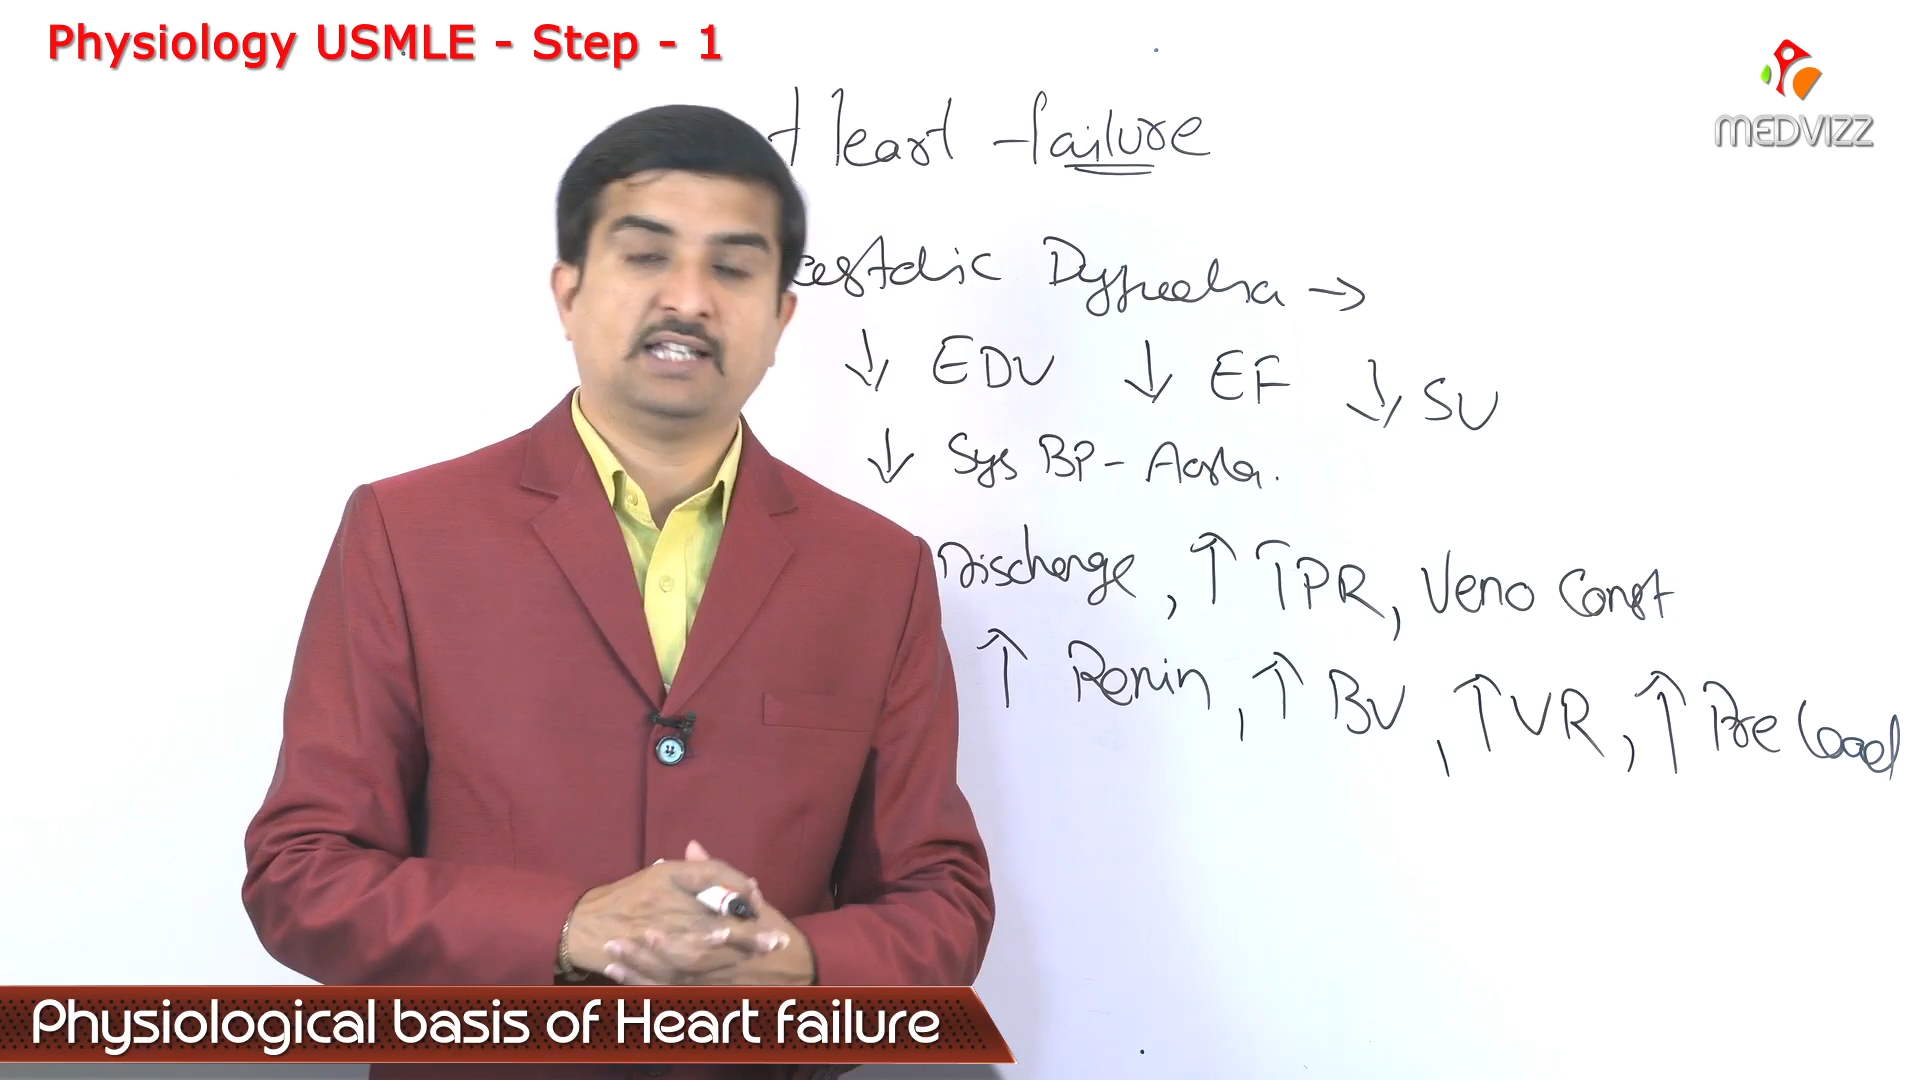 Physiology USMLE - Step - 1
MEDVIZZ
Heart failure
Dyspnea →
↓ EDV ↓ EF ↓ SV
↓ Sys BP - Aorta.
Discharge, ↑ TPR, Veno Const
↑ Renin, ↑ BV, ↑ VR, ↑ Pre load
Physiological basis of Heart failure